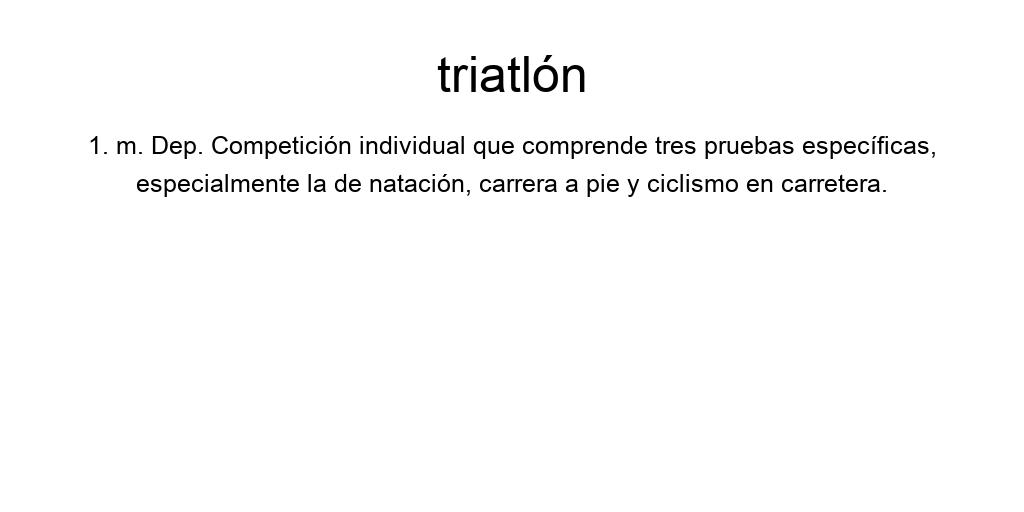 triatlón
1. m. Dep. Competición individual que comprende tres pruebas específicas,
especialmente la de natación, carrera a pie y ciclismo en carretera.